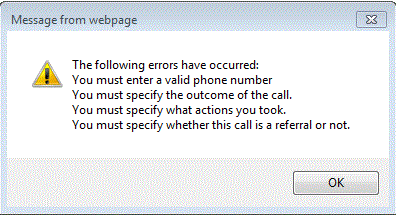 Message from webpage
The following errors have occurred:
You must enter a valid phone number
You must specify the outcome of the call.
You must specify what actions you took.
You must specify whether this call is a referral or not.
OK